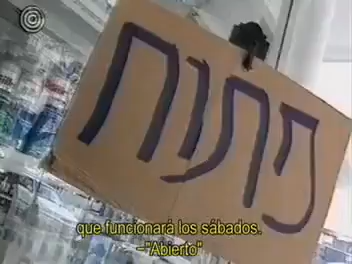 פתוח
que funcionará los sábados.
–"Abierto"